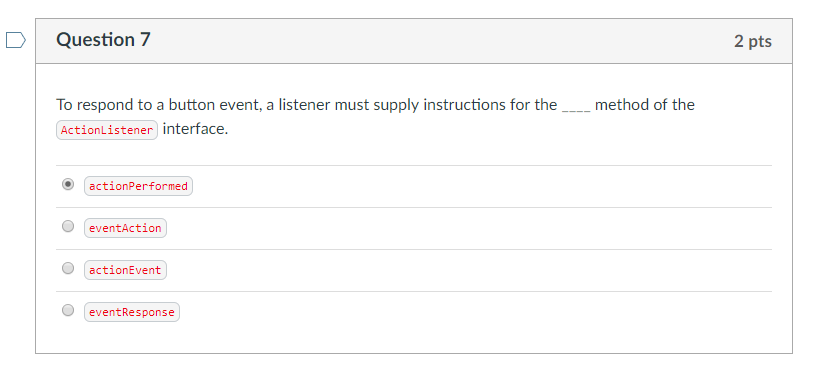 Question 7
2 pts
To respond to a button event, a listener must supply instructions for the ____ method of the
ActionListener interface.
actionPerformed
eventAction
actionEvent
eventResponse